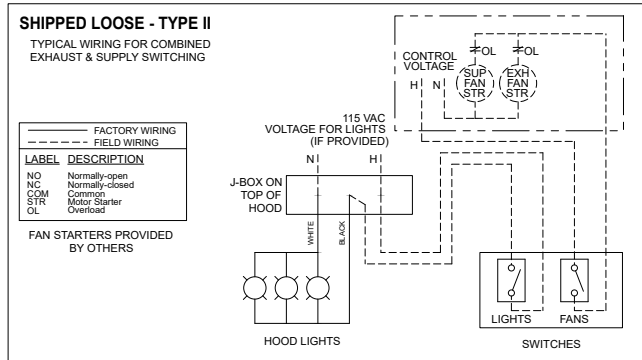 SHIPPED LOOSE - TYPE II
TYPICAL WIRING FOR COMBINED
EXHAUST & SUPPLY SWITCHING
FACTORY WIRING
FIELD WIRING
LABEL DESCRIPTION
NO Normally-open
NC Normally-closed
COM Common
STR Motor Starter
OL Overload
FAN STARTERS PROVIDED
BY OTHERS
CONTROL
VOLTAGE
H N
OL OL
SUP
FAN
STR
EXH
FAN
STR
115 VAC
VOLTAGE FOR LIGHTS
(IF PROVIDED)
N H
J-BOX ON
TOP OF
HOOD
WHITE
BLACK
HOOD LIGHTS
LIGHTS FANS
SWITCHES